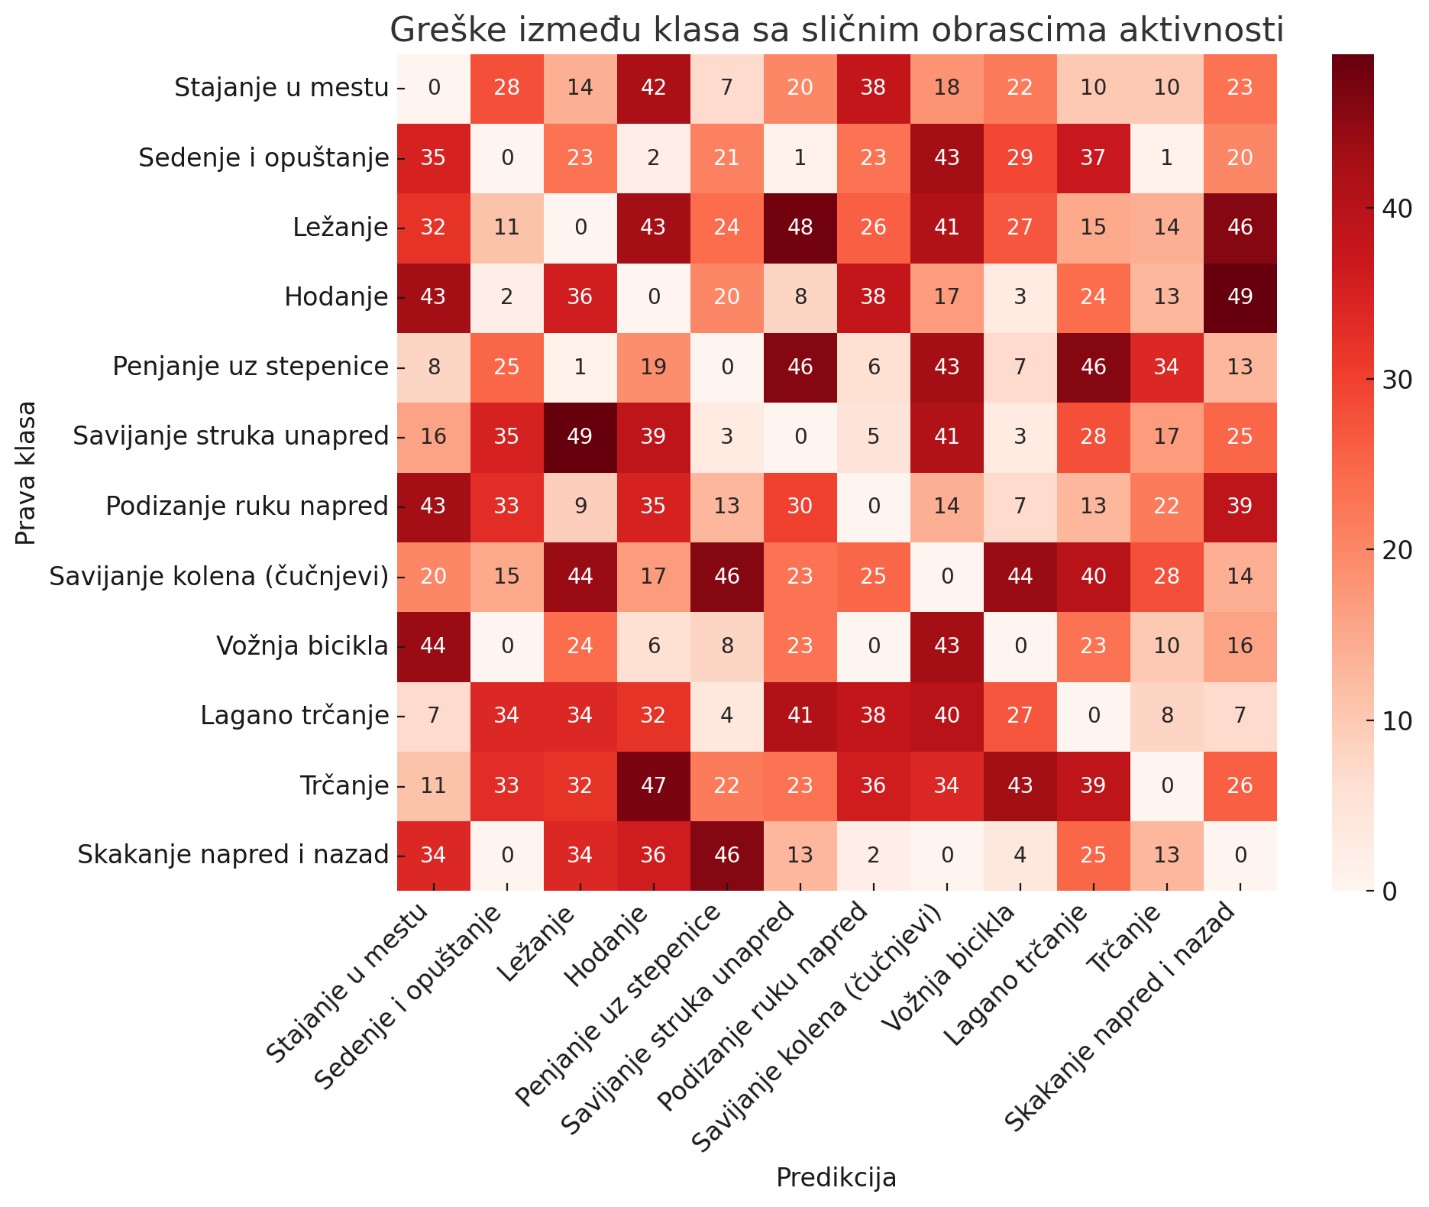 Greške između klasa sa sličnim obrascima aktivnosti
Prava klasa
Stajanje u mestu 0 28 14 42 7 20 38 18 22 10 10 23
Sedenje i opuštanje 35 0 23 2 21 1 23 43 29 37 1 20
Ležanje 32 11 0 43 24 48 26 41 27 15 14 46
Hodanje 43 2 36 0 20 8 38 17 3 24 13 49
Penjanje uz stepenice 8 25 1 19 0 46 6 43 7 46 34 13
Savijanje struka unapred 16 35 49 39 3 0 5 41 3 28 17 25
Podizanje ruku napred 43 33 9 35 13 30 0 14 7 13 22 39
Savijanje kolena (čučnjevi) 20 15 44 17 46 23 25 0 44 40 28 14
Vožnja bicikla 44 0 24 6 8 23 0 43 0 23 10 16
Lagano trčanje 7 34 34 32 4 41 38 40 27 0 8 7
Trčanje 11 33 32 47 22 23 36 34 43 39 0 26
Skakanje napred i nazad 34 0 34 36 46 13 2 0 4 25 13 0
Stajanje u mestu
Sedenje i opuštanje
Ležanje
Hodanje
Penjanje uz stepenice
Savijanje struka unapred
Podizanje ruku napred
Savijanje kolena (čučnjevi)
Vožnja bicikla
Lagano trčanje
Trčanje
Skakanje napred i nazad
Predikcija
40
30
20
10
0